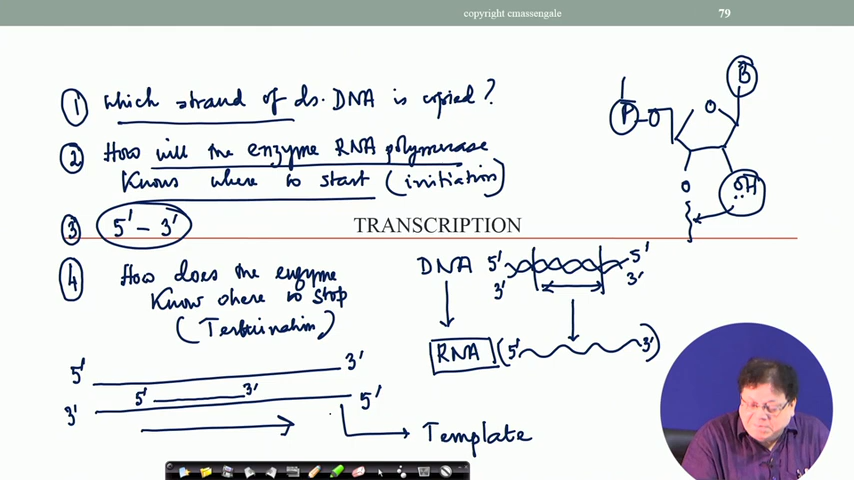 copyright cmassengale
79
① Which strand of ds. DNA is copied?
② How will the enzyme RNA polymerase
knows where to start (initiation)
③ 5' - 3'
TRANSCRIPTION
④ How does the enzyme
know where to stop
(Termination)
B
P O O
O OH
DNA 5' 5'
3' 3'
RNA (5' 3')
5' 3'
5' 3'
3' 5'
Template